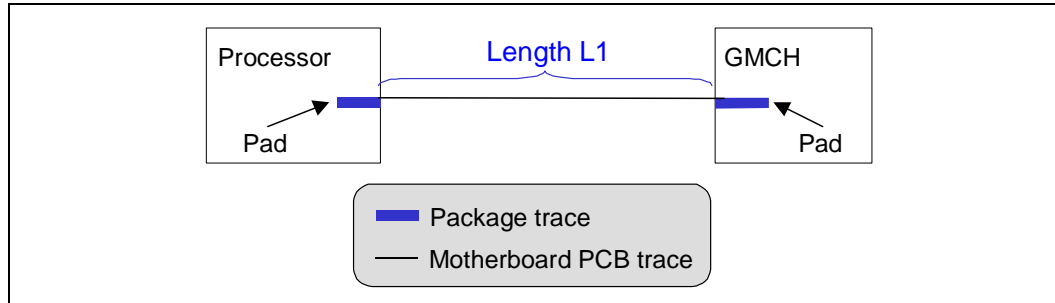 Processor
Length L1
GMCH
Pad
Pad
Package trace
Motherboard PCB trace